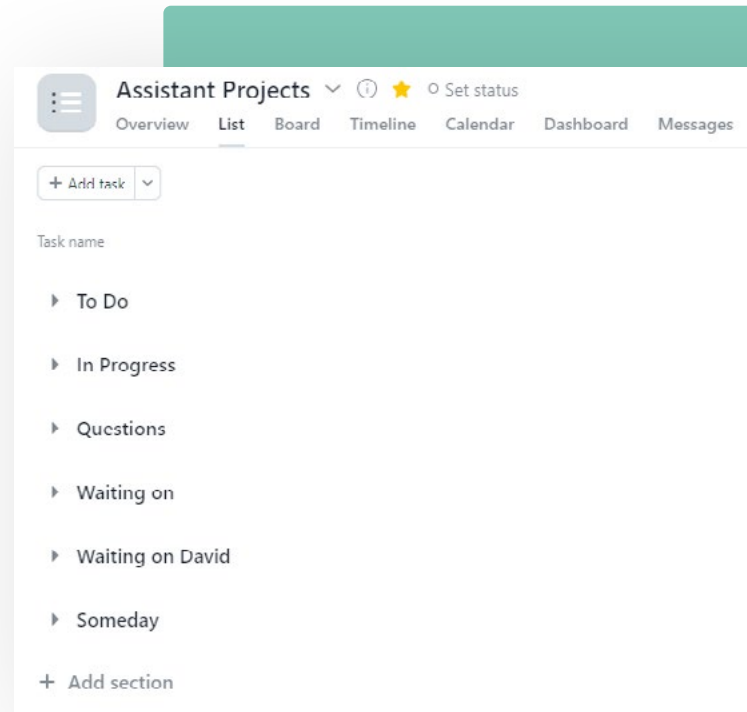 Assistant Projects Set status
Overview List Board Timeline Calendar Dashboard Messages
+ Add task
Task name
To Do
In Progress
Questions
Waiting on
Waiting on David
Someday
+ Add section